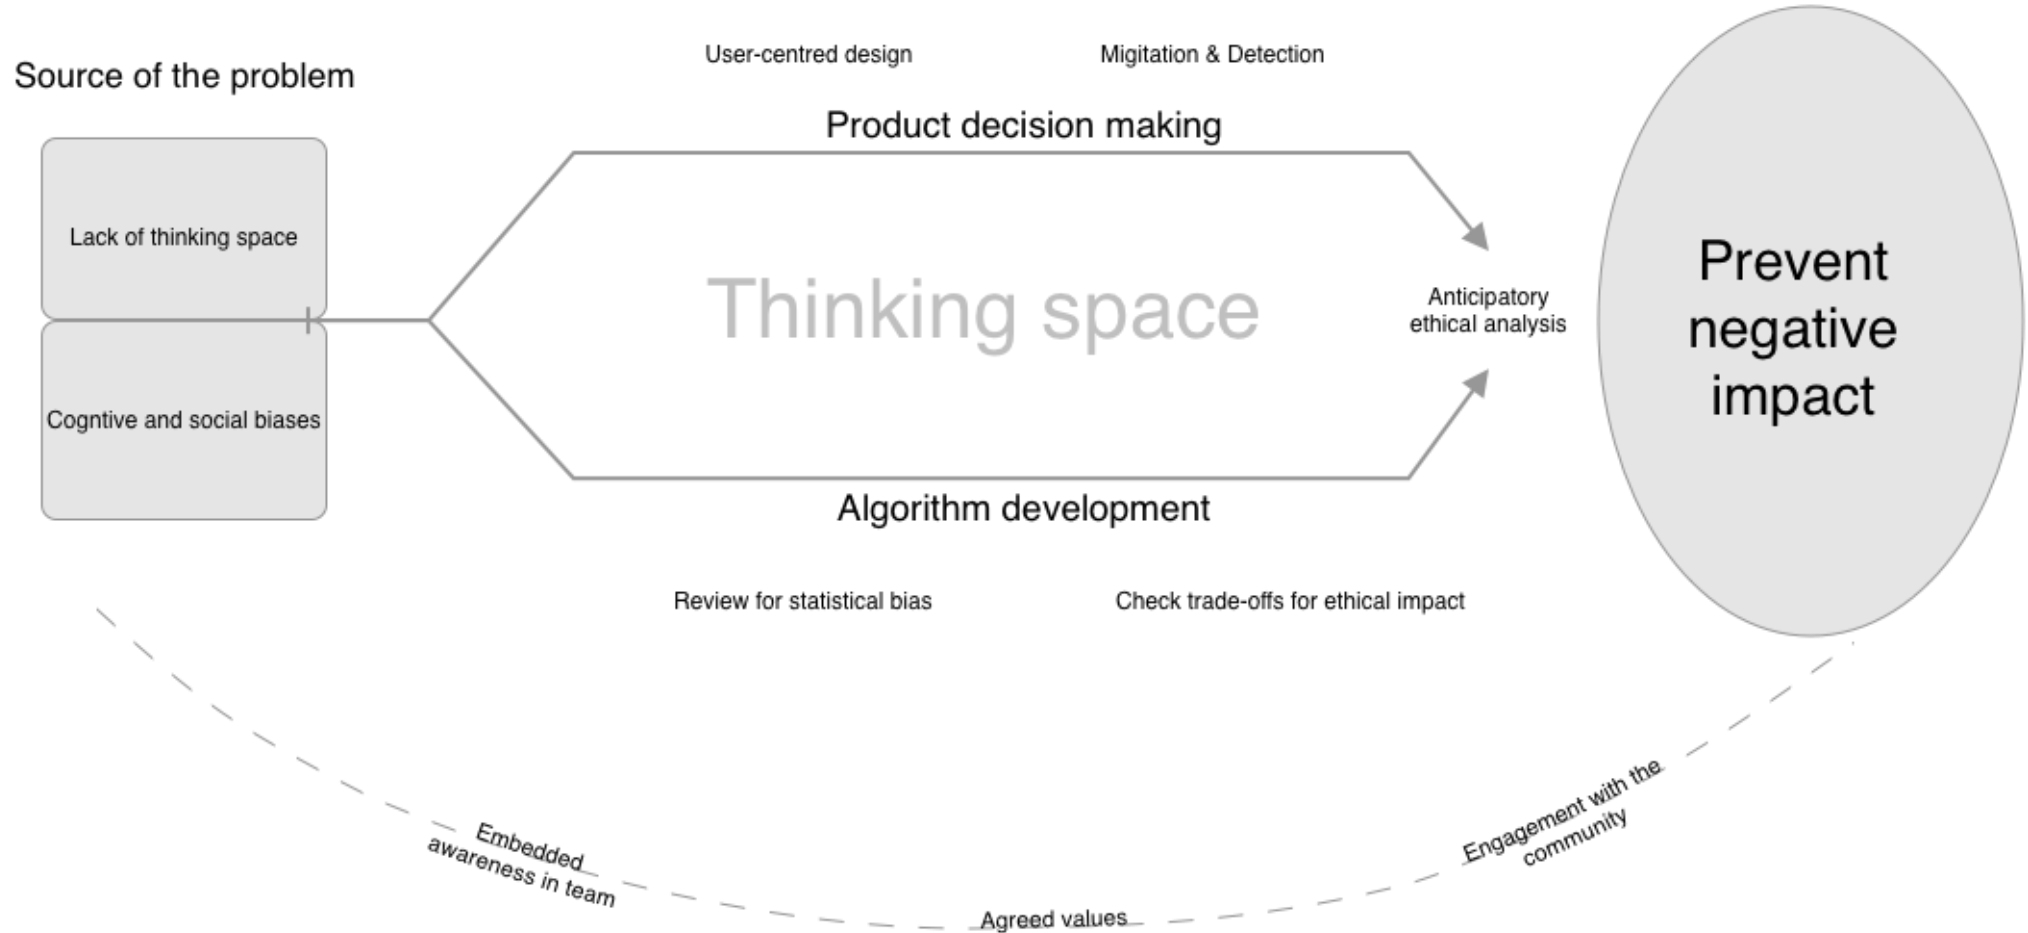 Source of the problem
Lack of thinking space
Cogntive and social biases
User-centred design
Migitation & Detection
Product decision making
Thinking space
Anticipatory
ethical analysis
Algorithm development
Review for statistical bias
Check trade-offs for ethical impact
Prevent
negative
impact
Embedded
awareness in team
Agreed values
Engagement with the
community